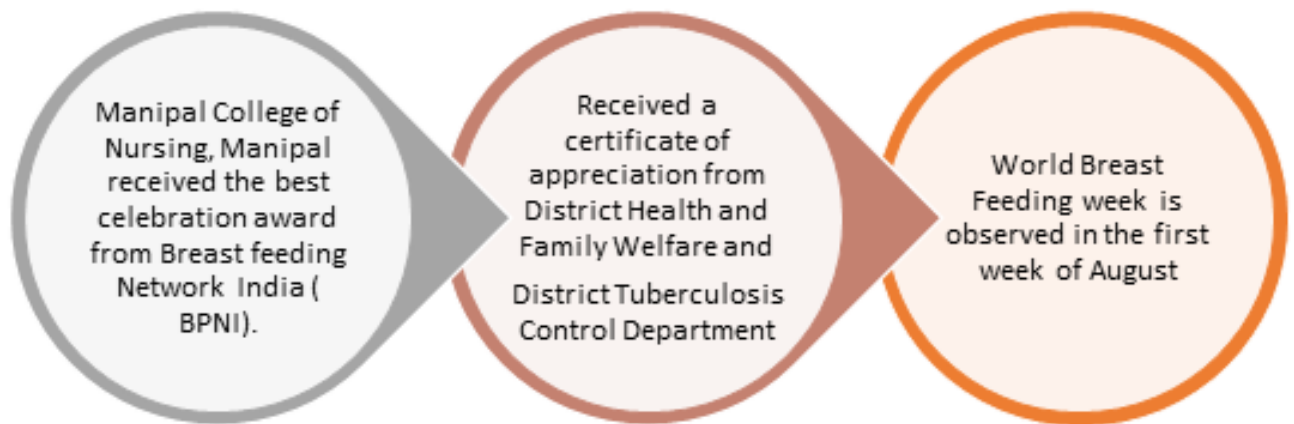 Manipal College of
Nursing, Manipal
received the best
celebration award
from Breast feeding
Network India (
BPNI).
Received a
certificate of
appreciation from
District Health and
Family Welfare and
District Tuberculosis
Control Department
World Breast
Feeding week is
observed in the first
week of August